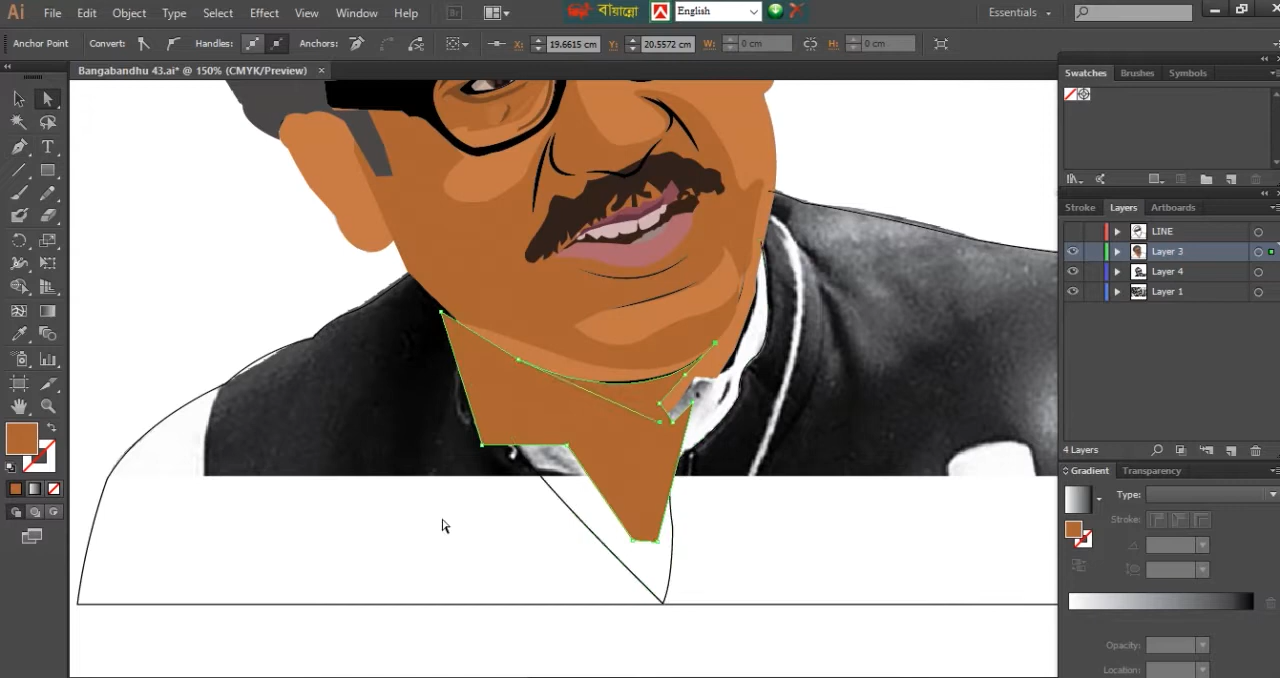 Ai File Edit Object Type Select Effect View Window Help Br বায়ান্নো English Essentials
Anchor Point Convert: Handles: Anchors: X: 19.6615 cm Y: 20.5572 cm W: 0 cm H: 0 cm
Bangabandhu 43.ai* @ 150% (CMYK/Preview) ×
Swatches Brushes Symbols
Stroke Layers Artboards
LINE
Layer 3
Layer 4
Layer 1
4 Layers
Gradient Transparency
Type:
Stroke:
Opacity:
Location: